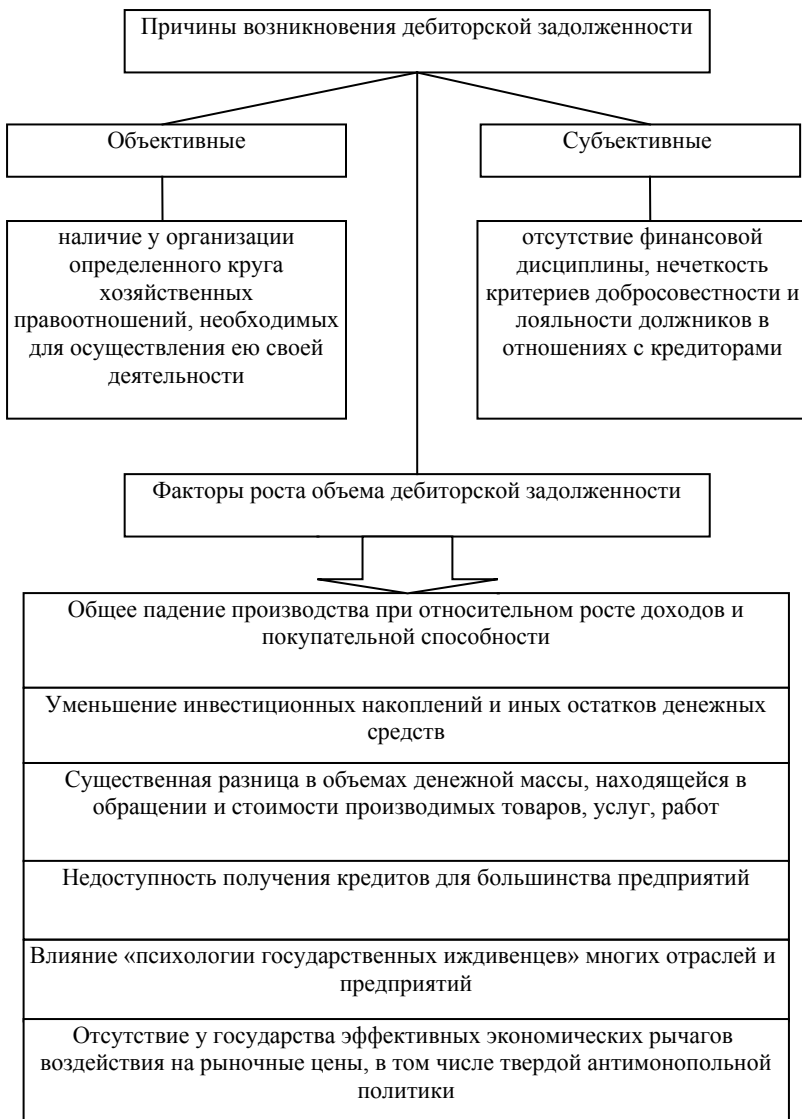 Причины возникновения дебиторской задолженности
Объективные
Субъективные
наличие у организации
определенного круга
хозяйственных
правоотношений, необходимых
для осуществления ею своей
деятельности
отсутствие финансовой
дисциплины, нечеткость
критериев добросовестности и
лояльности должников в
отношениях с кредиторами
Факторы роста объема дебиторской задолженности
Общее падение производства при относительном росте доходов и
покупательной способности
Уменьшение инвестиционных накоплений и иных остатков денежных
средств
Существенная разница в объемах денежной массы, находящейся в
обращении и стоимости производимых товаров, услуг, работ
Недоступность получения кредитов для большинства предприятий
Влияние «психологии государственных иждивенцев» многих отраслей и
предприятий
Отсутствие у государства эффективных экономических рычагов
воздействия на рыночные цены, в том числе твердой антимонопольной
политики